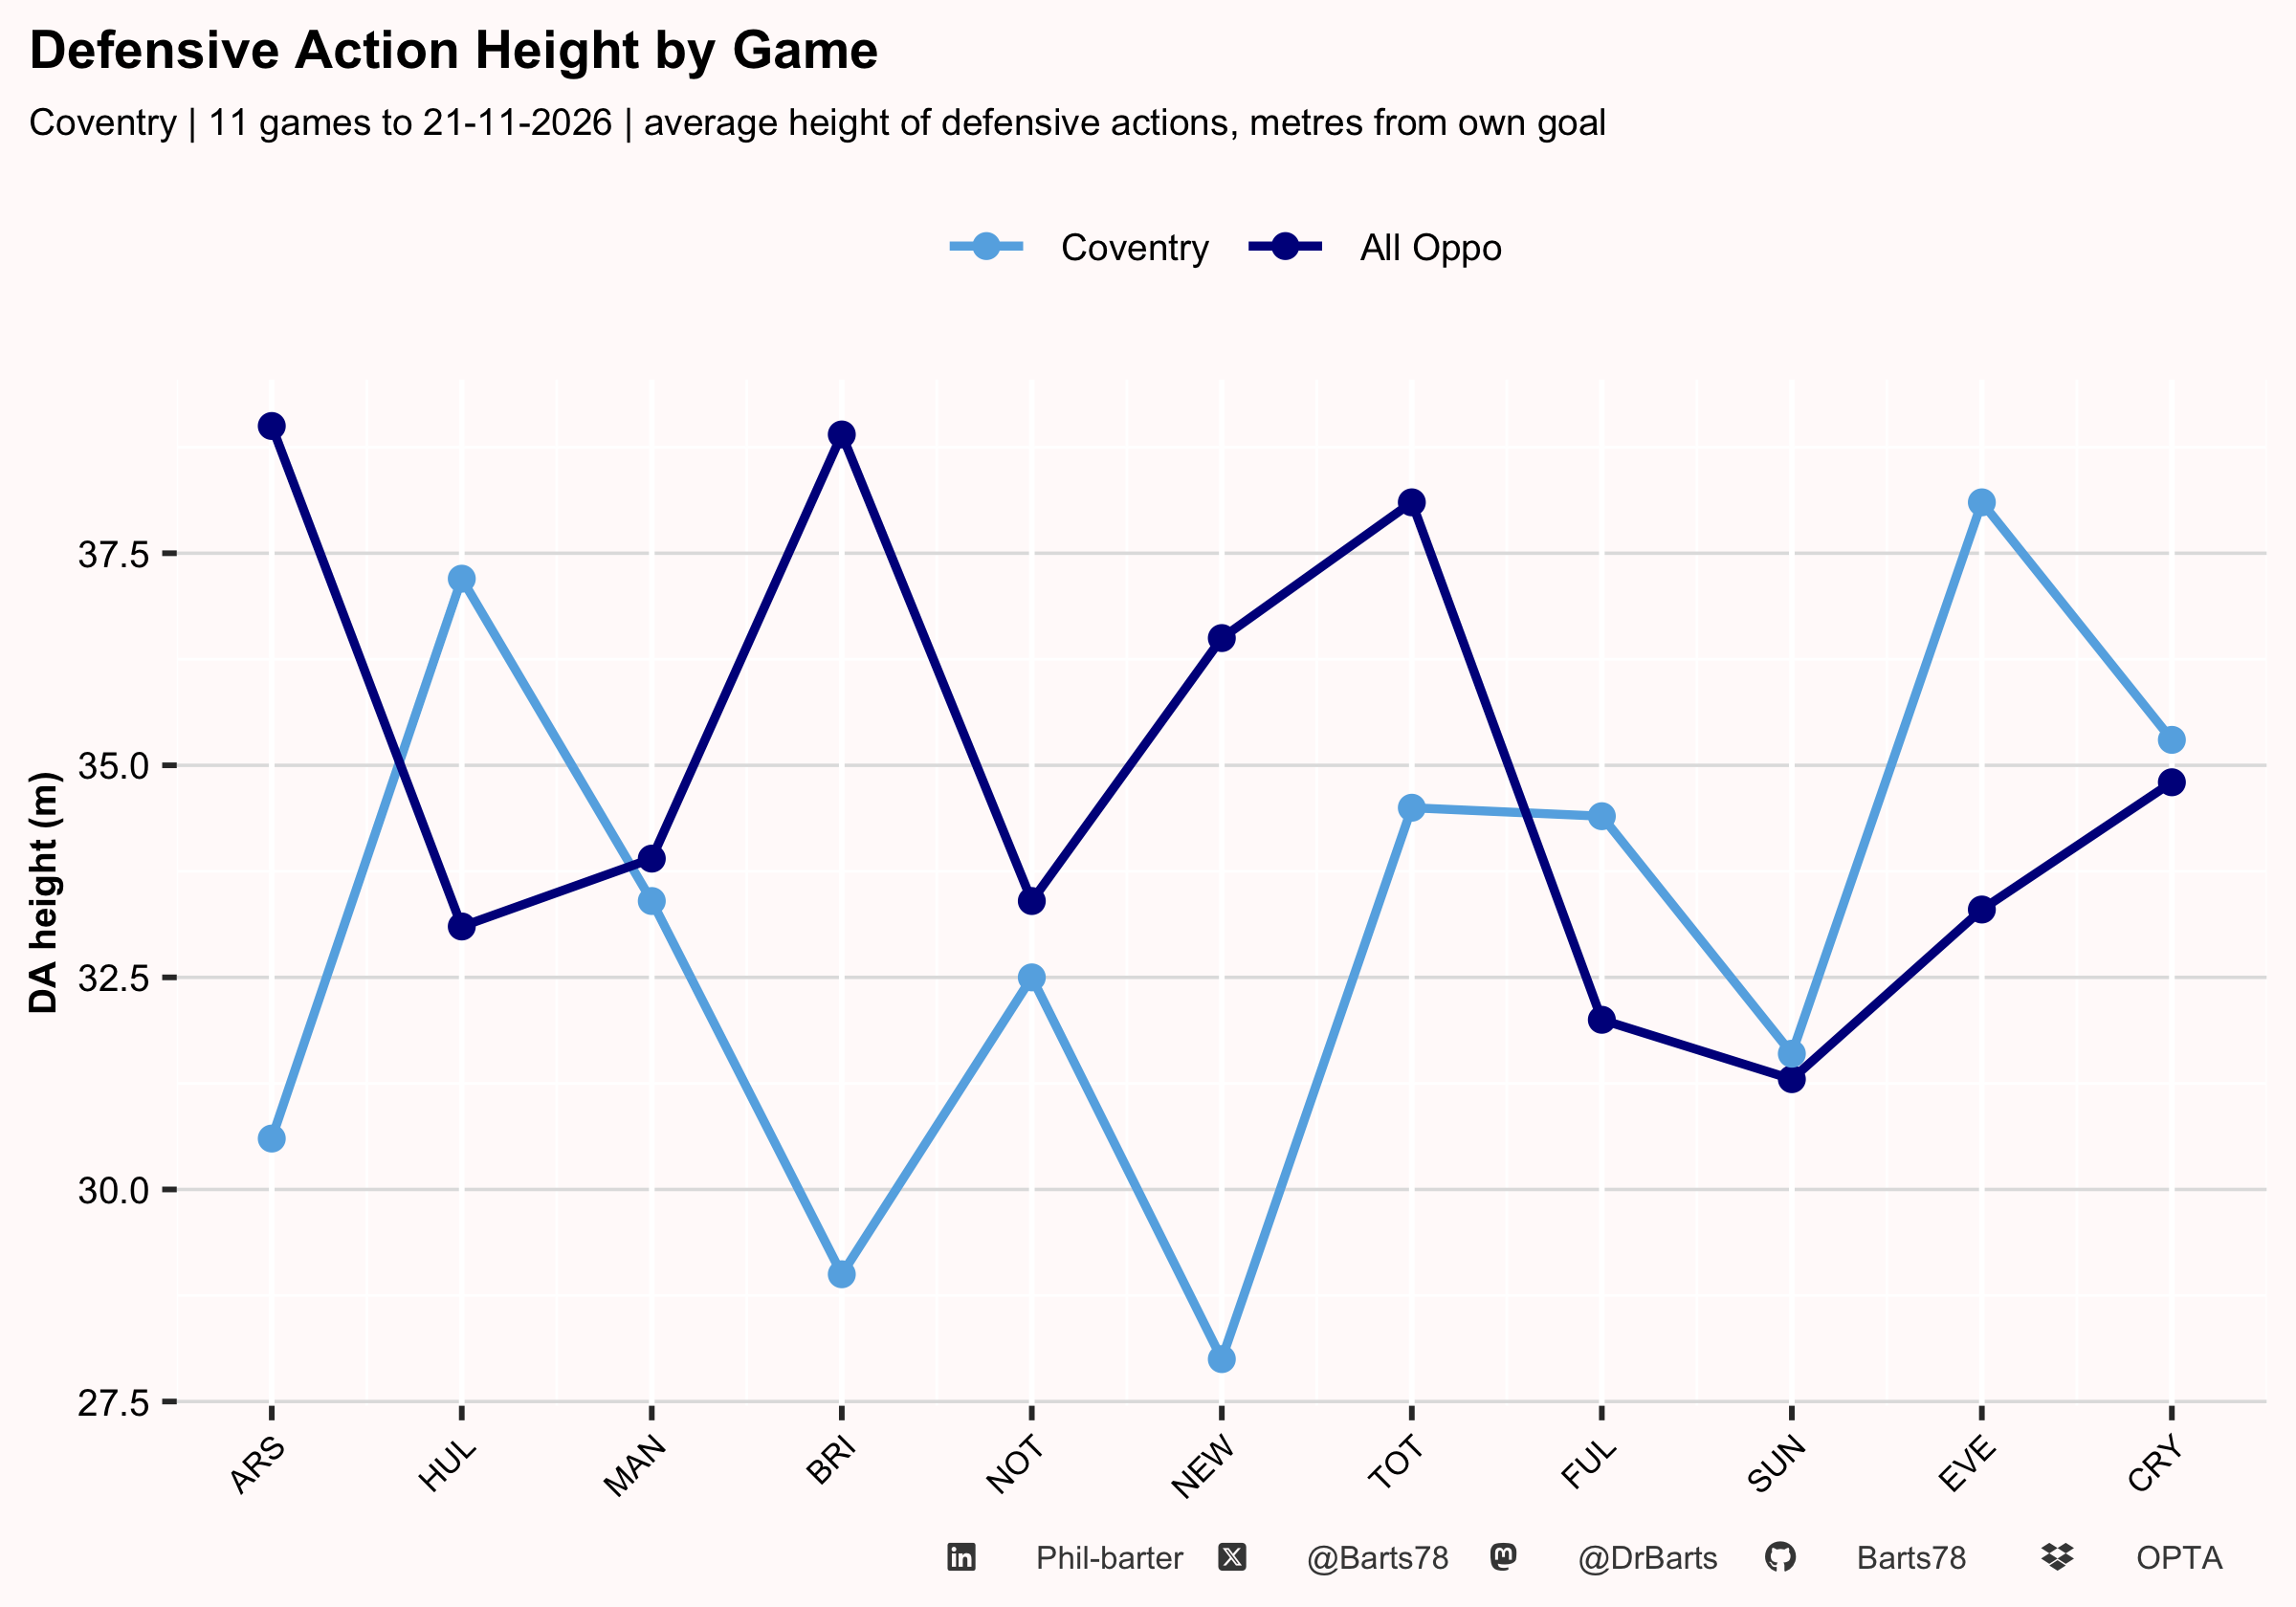 Defensive Action Height by Game
Coventry | 11 games to 21-11-2026 | average height of defensive actions, metres from own goal
Coventry All Oppo
DA height (m)
37.5
35.0
32.5
30.0
27.5
ARS HUL MAN BRI NOT NEW TOT FUL SUN EVE CRY
Phil-barter @Barts78 @DrBarts Barts78 OPTA